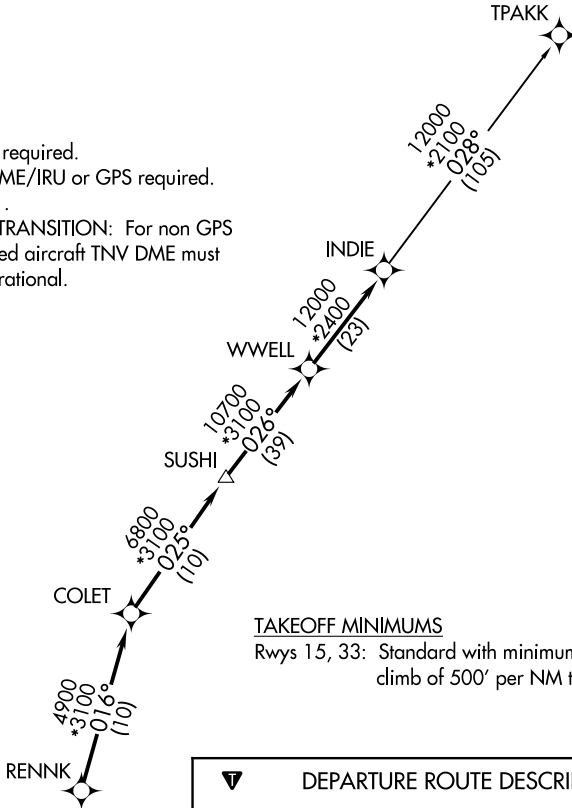 TPAKK
required.
ME/IRU or GPS required.
.
TRANSITION: For non GPS
ed aircraft TNV DME must
rational.
12000
*2100
028°
(105)
INDIE
12000
*2400
(23)
WWELL
10700
*3100
026°
(39)
SUSHI
6800
*3100
025°
(10)
COLET
TAKEOFF MINIMUMS
Rwys 15, 33: Standard with minimum
climb of 500' per NM t
4900
*3100
016°
(10)
RENNK
T DEPARTURE ROUTE DESCRI